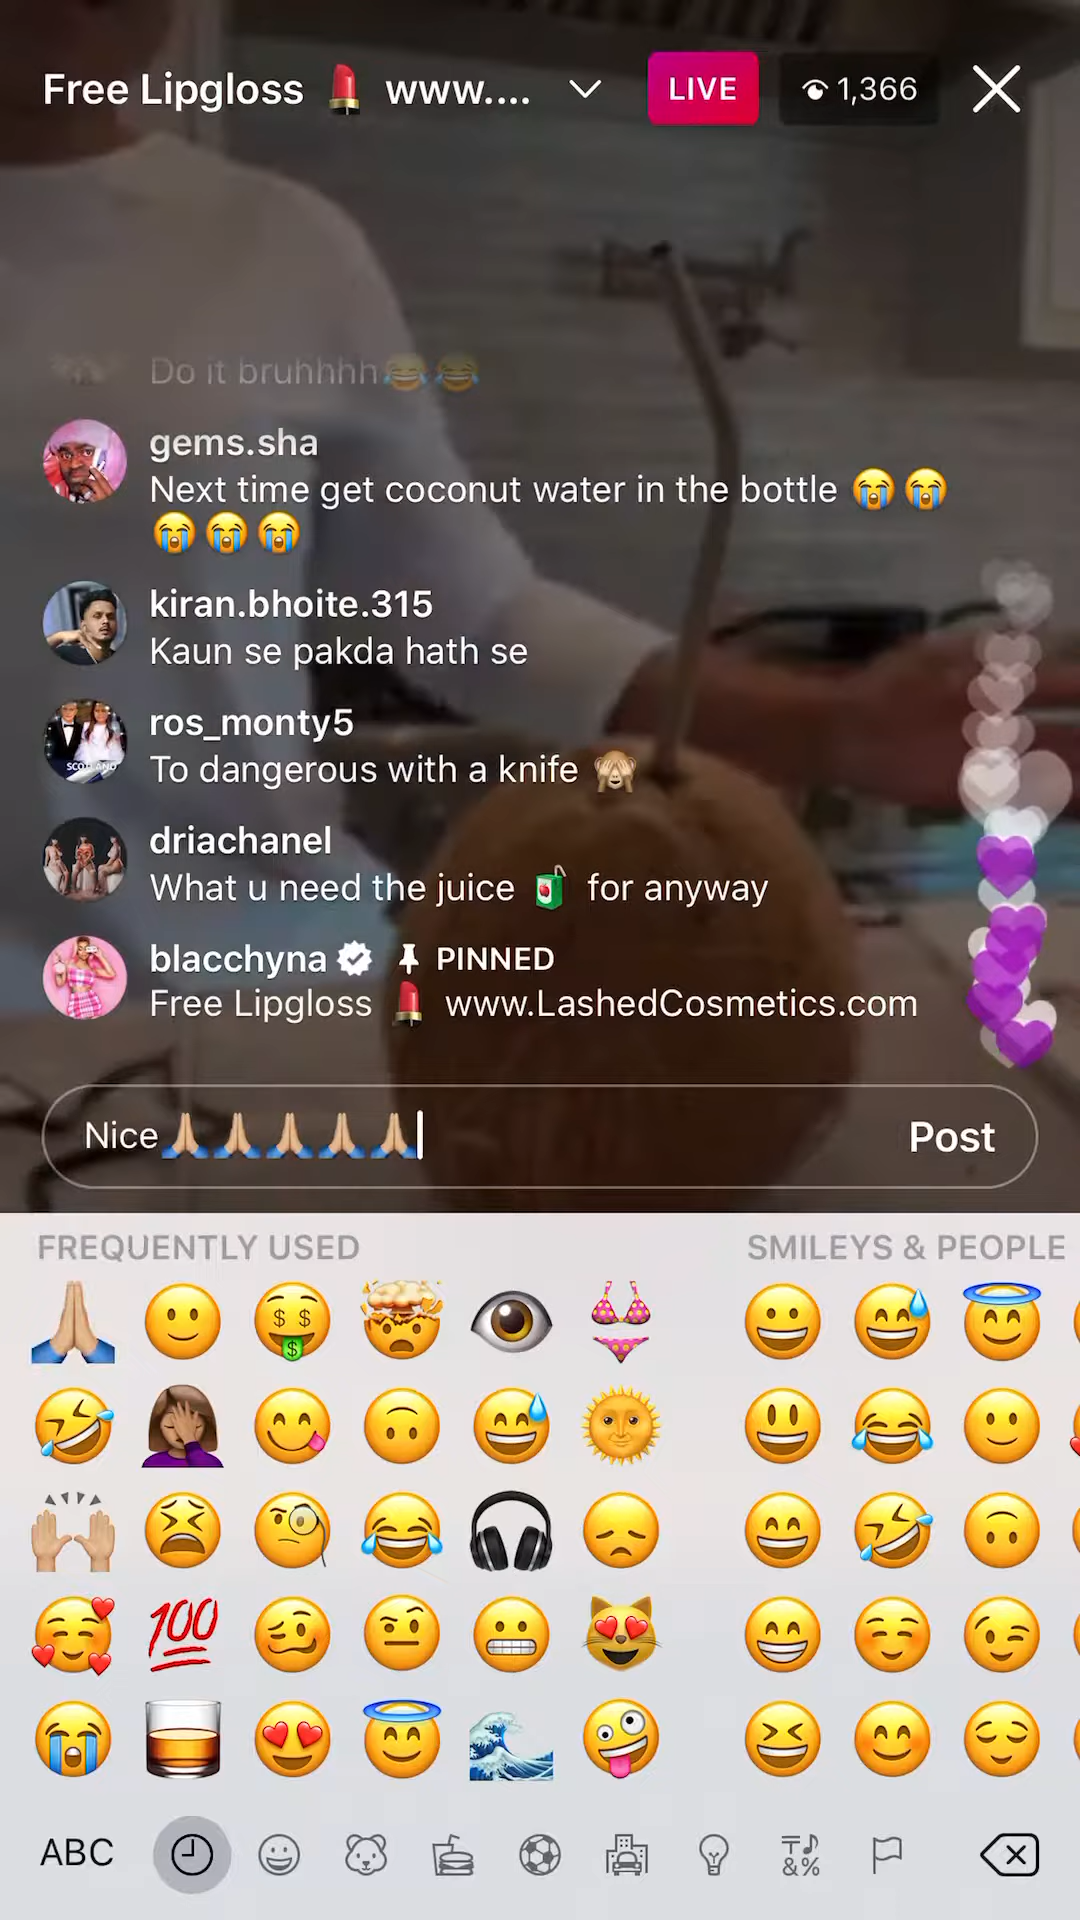 Free Lipgloss 💄 www.... LIVE 1,366
Do it bruhhhh😂😂
gems.sha
Next time get coconut water in the bottle 😭😭
😭😭😭
kiran.bhoite.315
Kaun se pakda hath se
ros_monty5
To dangerous with a knife 🙈
driachanel
What u need the juice 🧃 for anyway
blacchyna PINNED
Free Lipgloss 💄 www.LashedCosmetics.com
Nice🙏🏼🙏🏼🙏🏼🙏🏼🙏🏼 Post
FREQUENTLY USED SMILEYS & PEOPLE
ABC